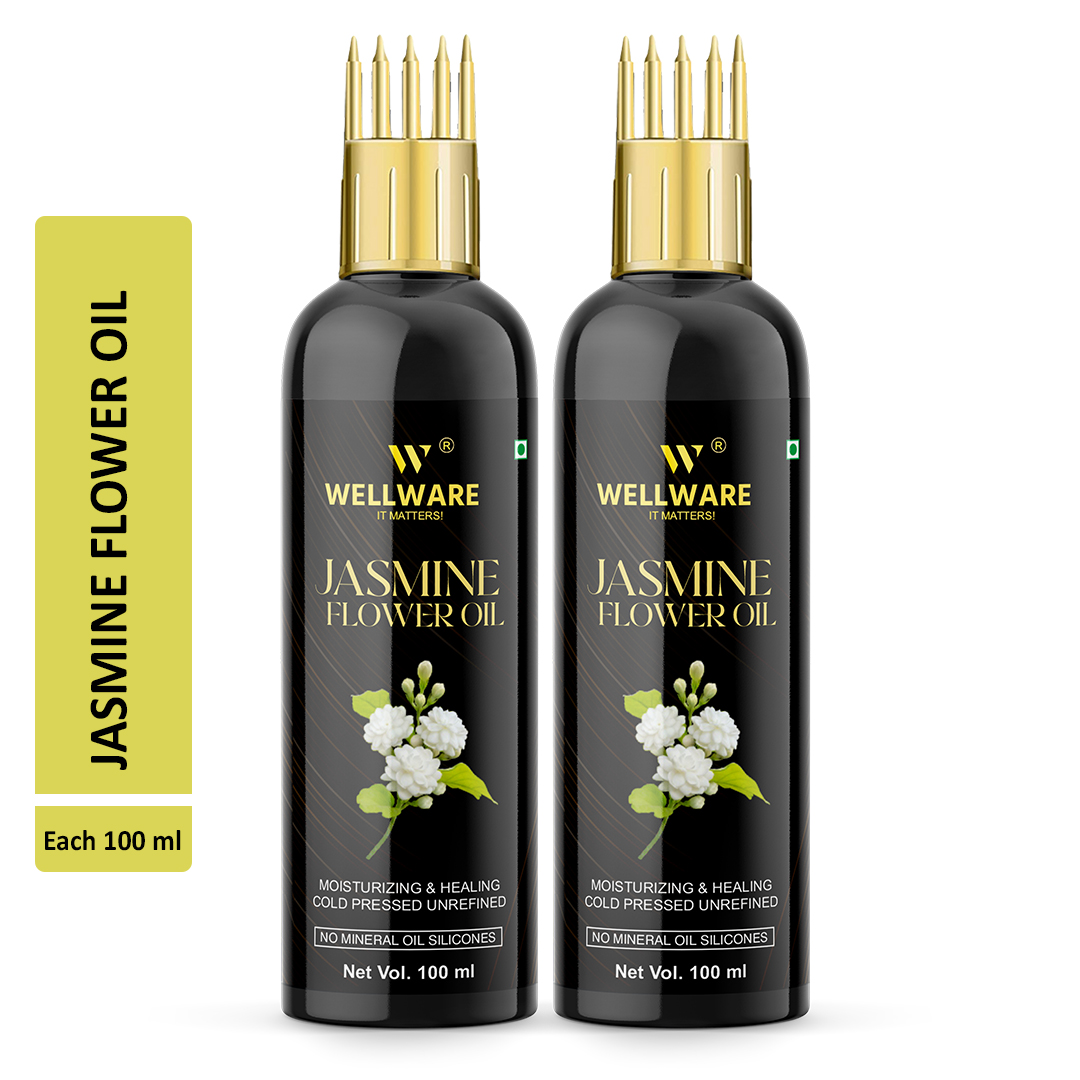 JASMINE FLOWER OIL
Each 100 ml
W ®
WELLWARE
IT MATTERS!
JASMINE
FLOWER OIL
MOISTURIZING & HEALING
COLD PRESSED UNREFINED
NO MINERAL OIL SILICONES
Net Vol. 100 ml
W ®
WELLWARE
IT MATTERS!
JASMINE
FLOWER OIL
MOISTURIZING & HEALING
COLD PRESSED UNREFINED
NO MINERAL OIL SILICONES
Net Vol. 100 ml